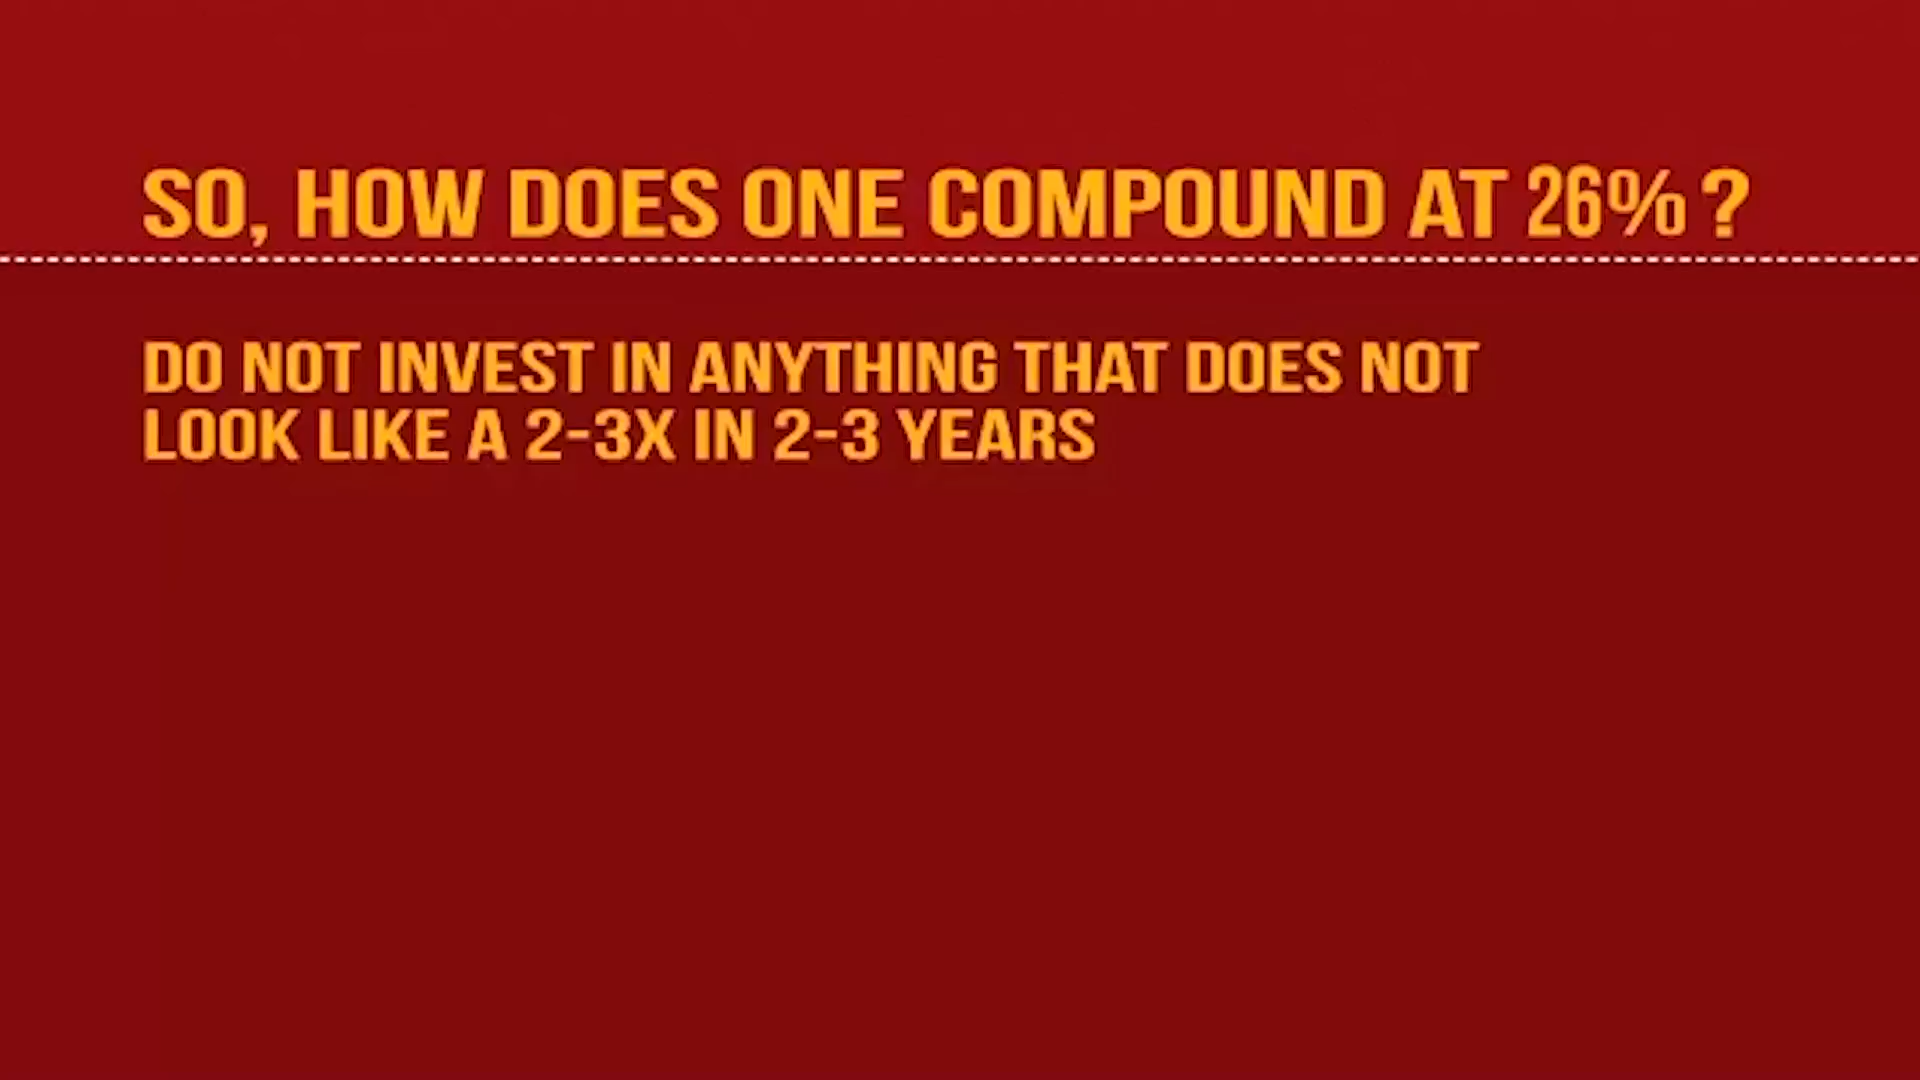 SO, HOW DOES ONE COMPOUND AT 26%?
DO NOT INVEST IN ANYTHING THAT DOES NOT
LOOK LIKE A 2-3X IN 2-3 YEARS